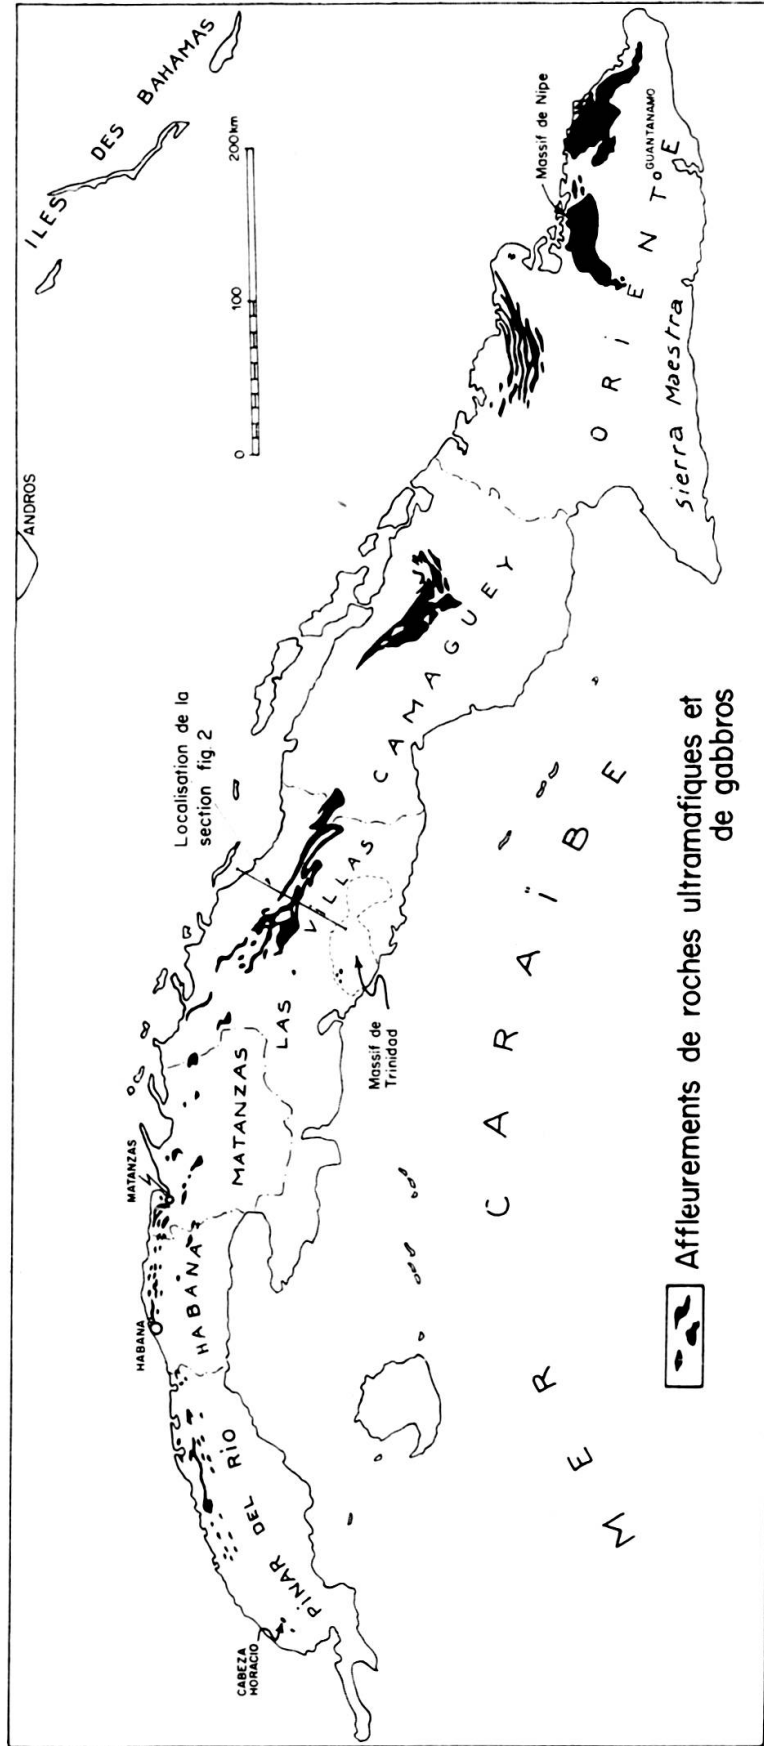 ILES DES BAHAMAS
ANDROS
0 100 200km
Localisation de la
section fig. 2
Massif de Nipe
MATANZAS
HABANA
CABEZA
HORACIO
PINAR DEL RIO
HABANA
MATANZAS
LAS VILLAS
CAMAGUEY
ORIENTE
GUANTANAMO
Sierra Maestra
Massif de
Trinidad
MER CARAÏBE
Affleurements de roches ultramafiques et
de gabbros